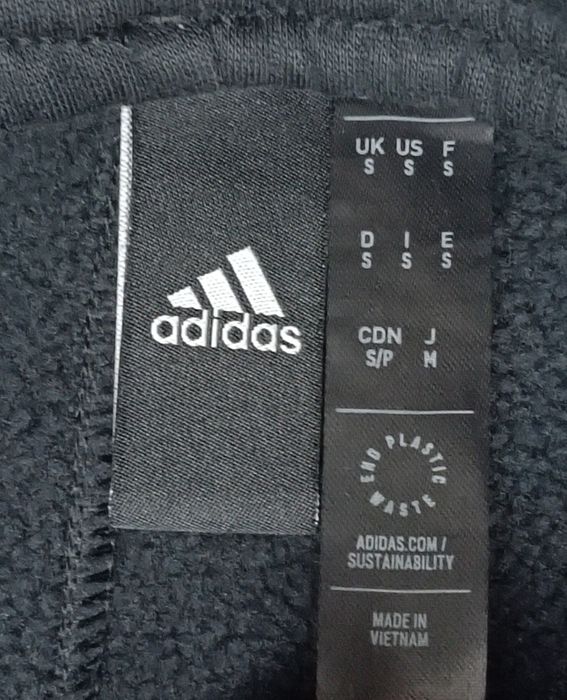 adidas
UK US F
S S S
D I E
S S S
CDN J
S/P M
END PLASTIC WASTE
ADIDAS.COM /
SUSTAINABILITY
MADE IN
VIETNAM